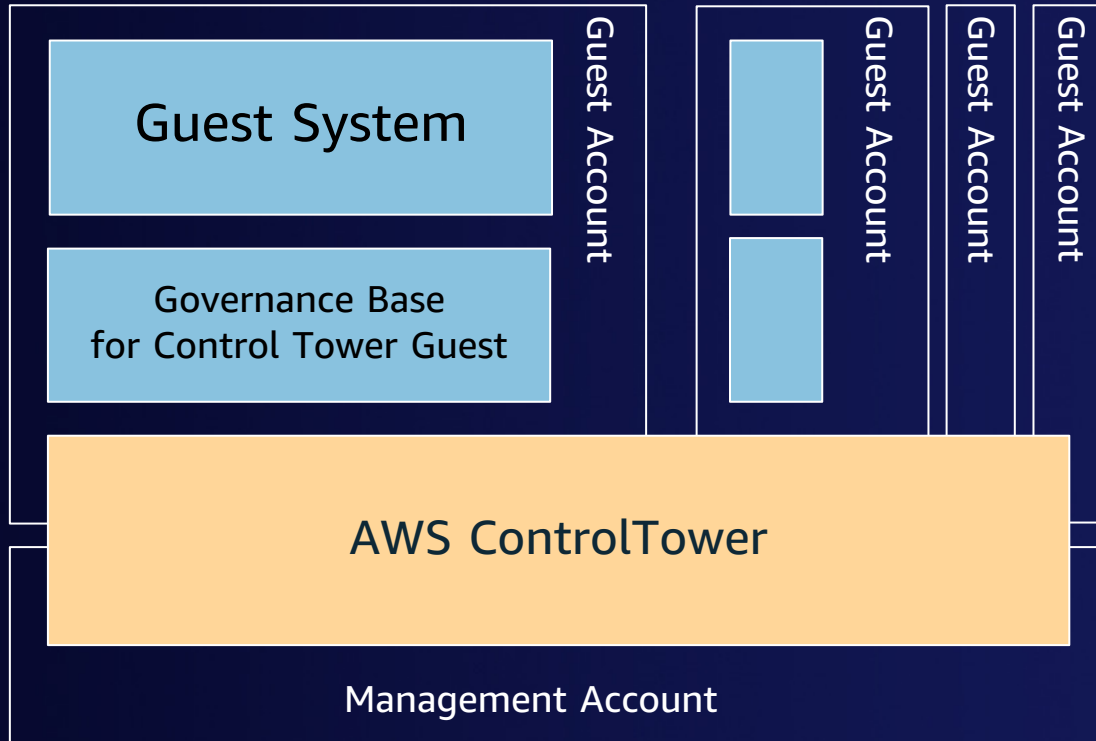 Guest System
Guest Account
Guest Account
Guest Account
Guest Account
Governance Base
for Control Tower Guest
AWS ControlTower
Management Account